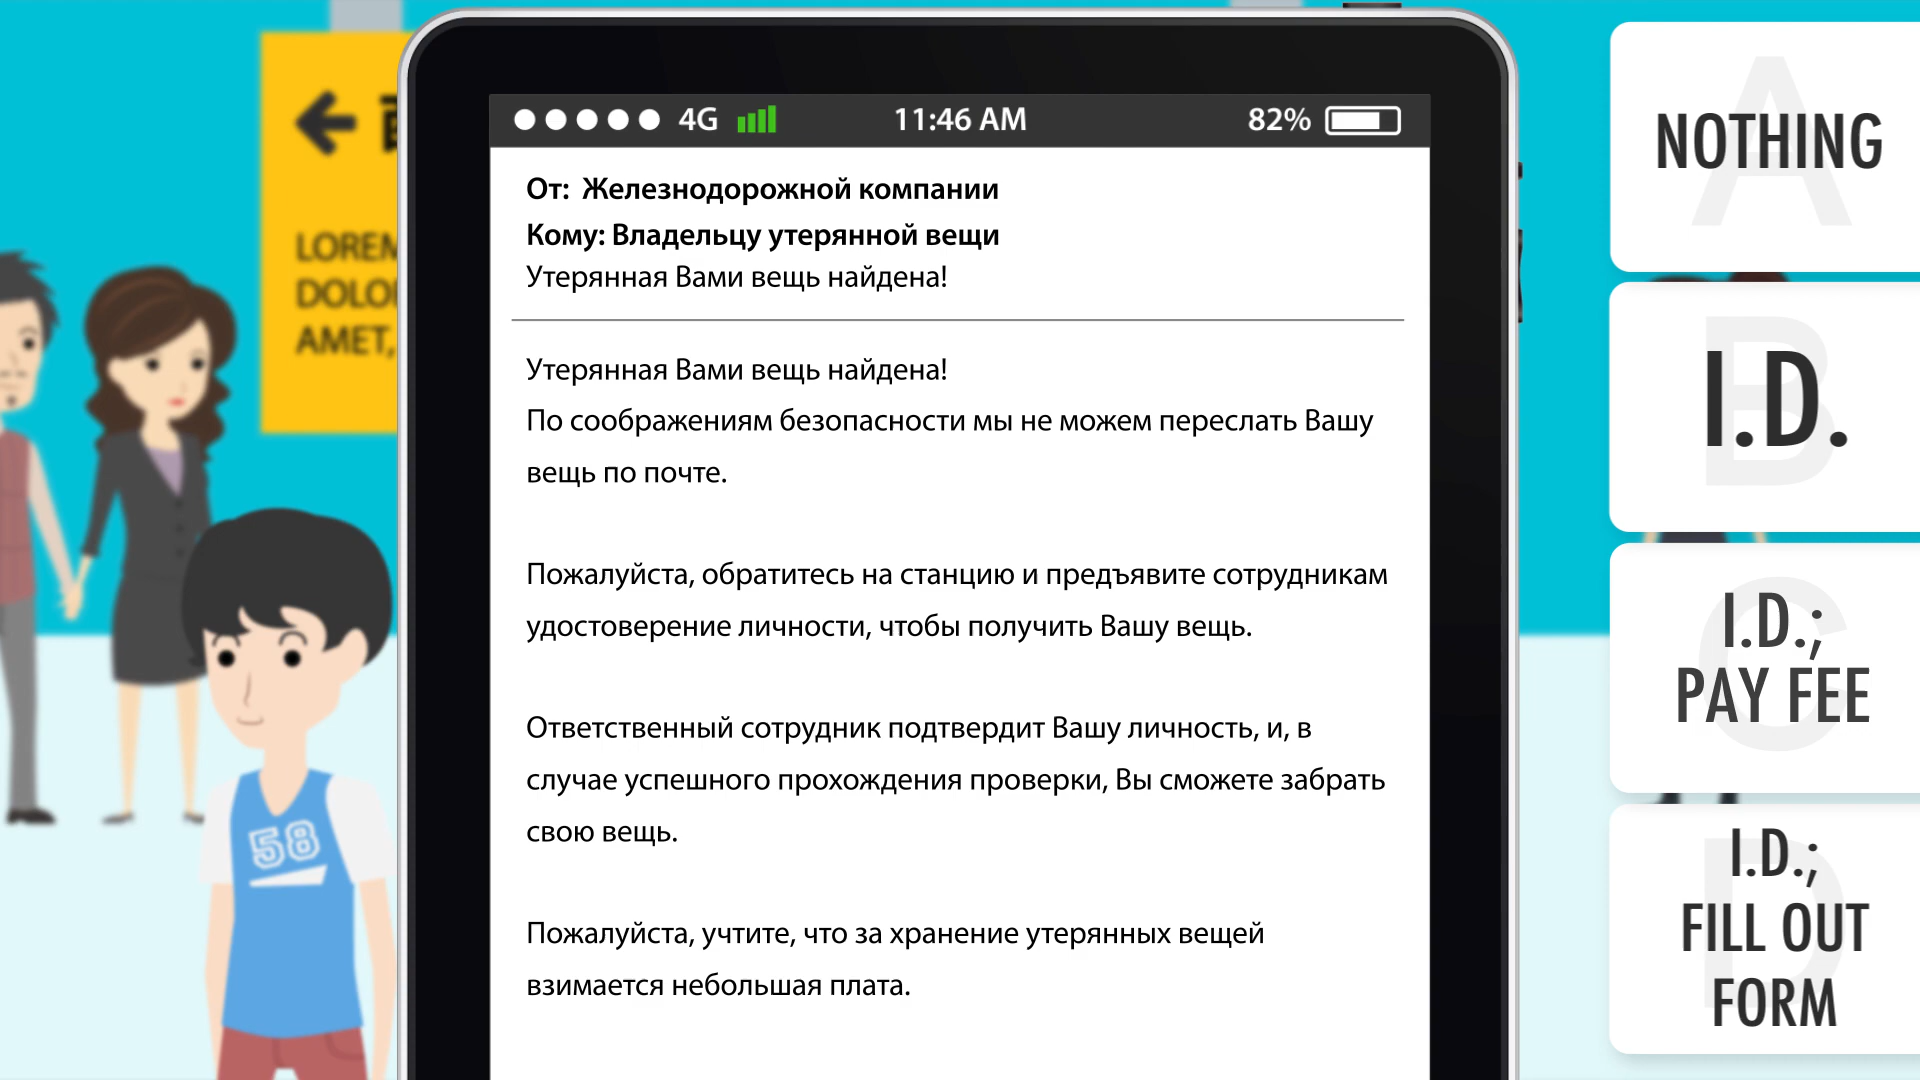 LOREM
DOLO
AMET,
58
4G 11:46 AM 82%
От: Железнодорожной компании
Кому: Владельцу утерянной вещи
Утерянная Вами вещь найдена!
Утерянная Вами вещь найдена!
По соображениям безопасности мы не можем переслать Вашу
вещь по почте.
Пожалуйста, обратитесь на станцию и предъявите сотрудникам
удостоверение личности, чтобы получить Вашу вещь.
Ответственный сотрудник подтвердит Вашу личность, и, в
случае успешного прохождения проверки, Вы сможете забрать
свою вещь.
Пожалуйста, учтите, что за хранение утерянных вещей
взимается небольшая плата.
A
NOTHING
B
I.D.
C
I.D.;
PAY FEE
D
I.D.;
FILL OUT
FORM